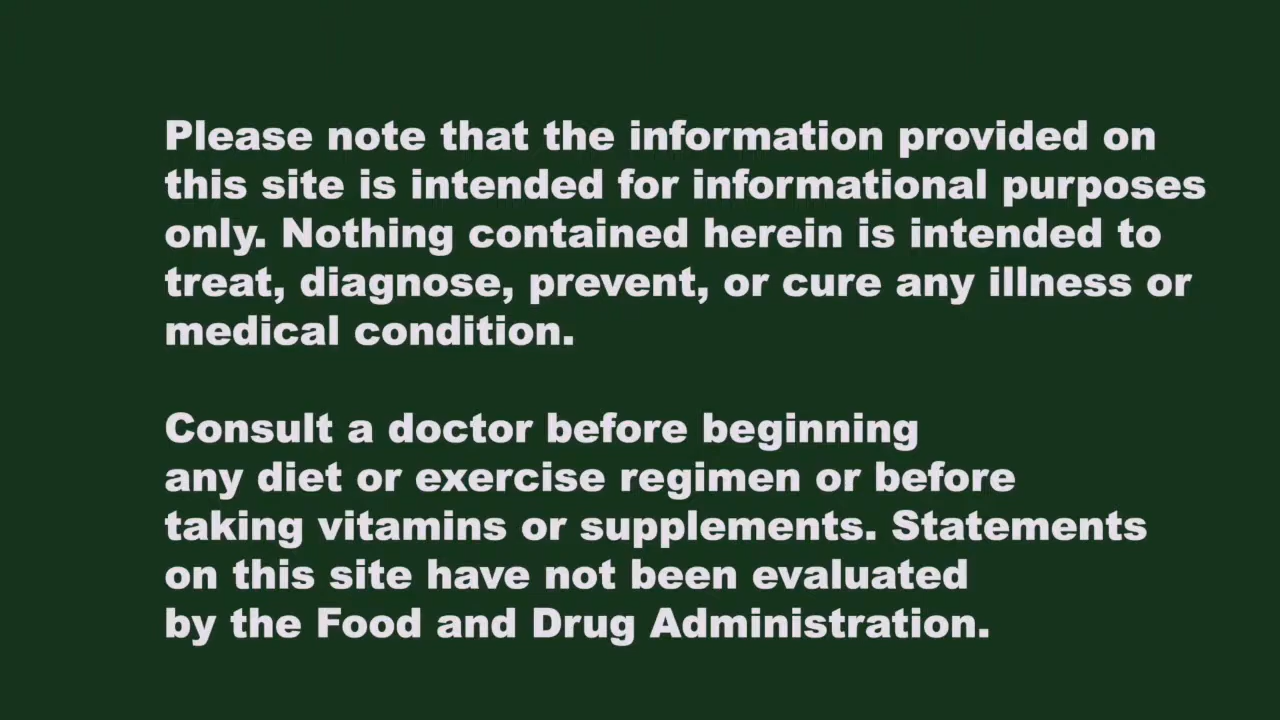 Please note that the information provided on
this site is intended for informational purposes
only. Nothing contained herein is intended to
treat, diagnose, prevent, or cure any illness or
medical condition.
Consult a doctor before beginning
any diet or exercise regimen or before
taking vitamins or supplements. Statements
on this site have not been evaluated
by the Food and Drug Administration.